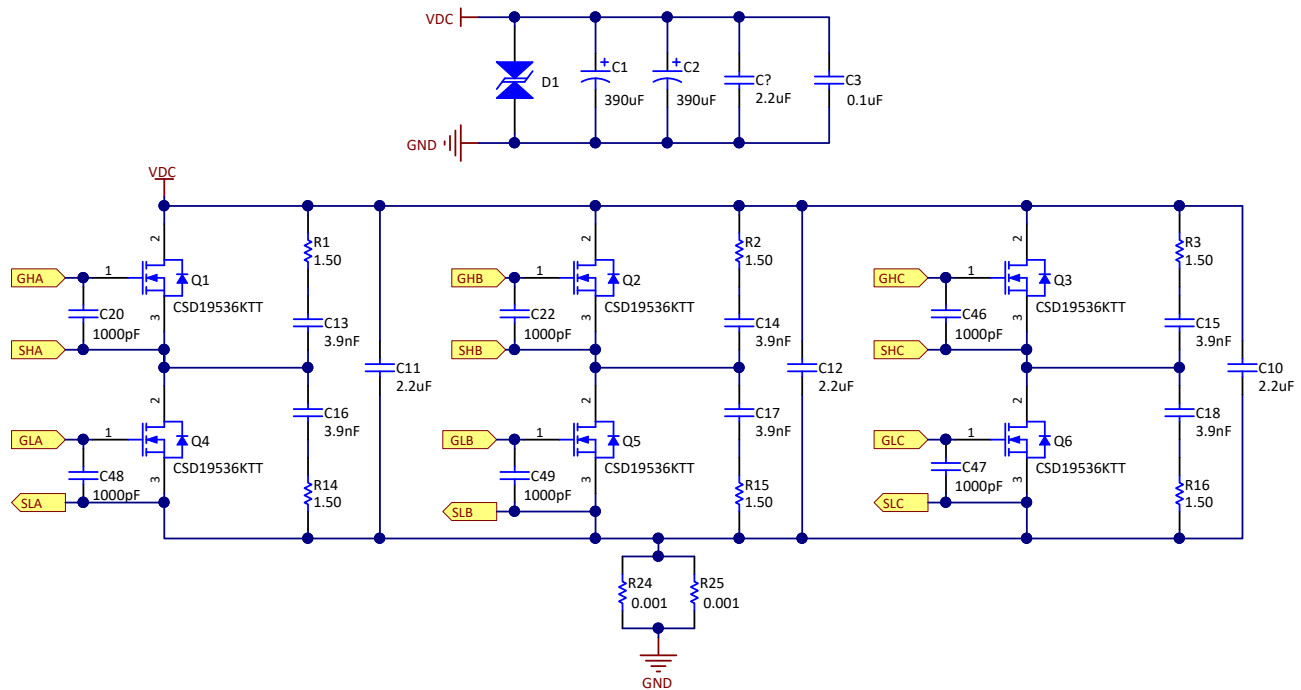 VDC
D1
+
C1
390uF
+
C2
390uF
C?
2.2uF
C3
0.1uF
GND
VDC
2
R1
1.50
GHA
1
Q1
CSD19536KTT
C20
1000pF
3
C13
3.9nF
SHA
C11
2.2uF
2
C16
3.9nF
GLA
1
Q4
CSD19536KTT
C48
1000pF
3
R14
1.50
SLA
2
R2
1.50
GHB
1
Q2
CSD19536KTT
C22
1000pF
3
C14
3.9nF
SHB
C12
2.2uF
2
C17
3.9nF
GLB
1
Q5
CSD19536KTT
C49
1000pF
3
R15
1.50
SLB
2
R3
1.50
GHC
1
Q3
CSD19536KTT
C46
1000pF
3
C15
3.9nF
SHC
C10
2.2uF
2
C18
3.9nF
GLC
1
Q6
CSD19536KTT
C47
1000pF
3
R16
1.50
SLC
R24
0.001
R25
0.001
GND